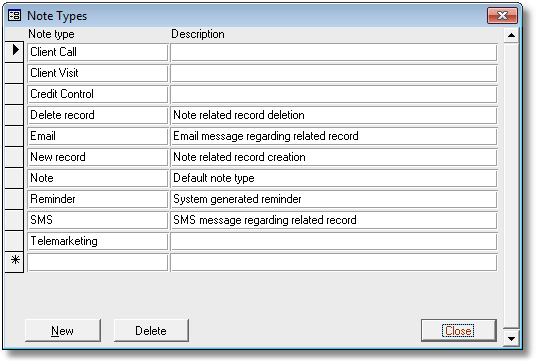 Note Types
Note type Description
Client Call
Client Visit
Credit Control
Delete record Note related record deletion
Email Email message regarding related record
New record Note related record creation
Note Default note type
Reminder System generated reminder
SMS SMS message regarding related record
Telemarketing
New Delete Close